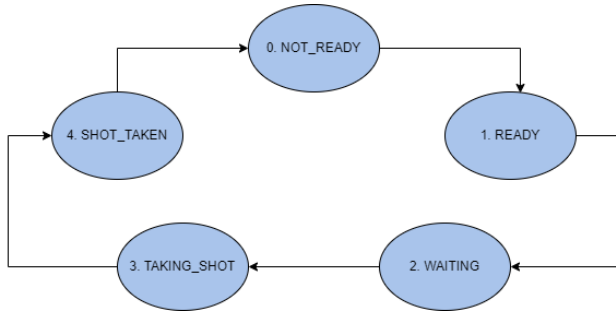 0. NOT_READY
1. READY
2. WAITING
3. TAKING_SHOT
4. SHOT_TAKEN